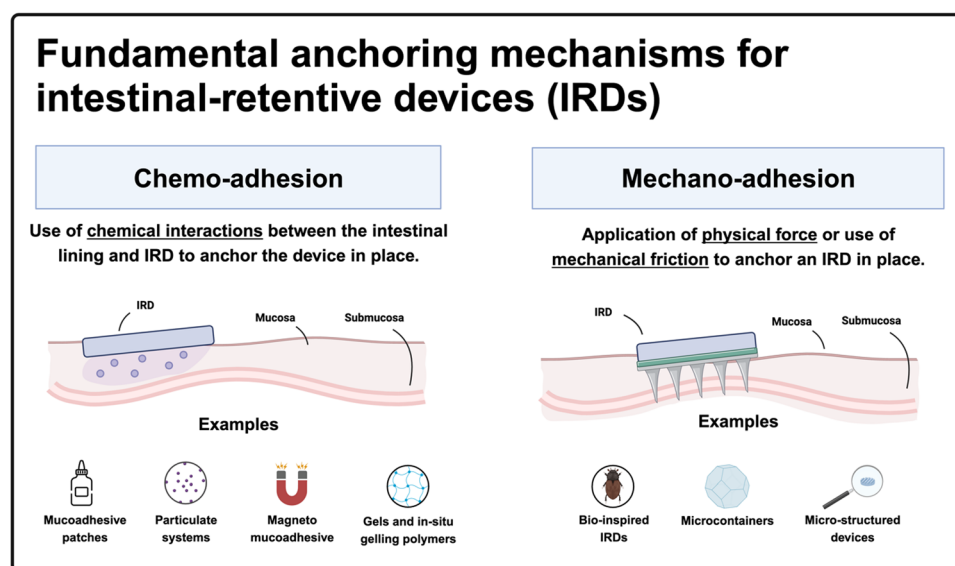 Fundamental anchoring mechanisms for
intestinal-retentive devices (IRDs)
Chemo-adhesion
Use of chemical interactions between the intestinal
lining and IRD to anchor the device in place.
IRD
Mucosa
Submucosa
Examples
Mucoadhesive
patches
Particulate
systems
Magneto
mucoadhesive
Gels and in-situ
gelling polymers
Mechano-adhesion
Application of physical force or use of
mechanical friction to anchor an IRD in place.
IRD
Mucosa
Submucosa
Examples
Bio-inspired
IRDs
Microcontainers
Micro-structured
devices